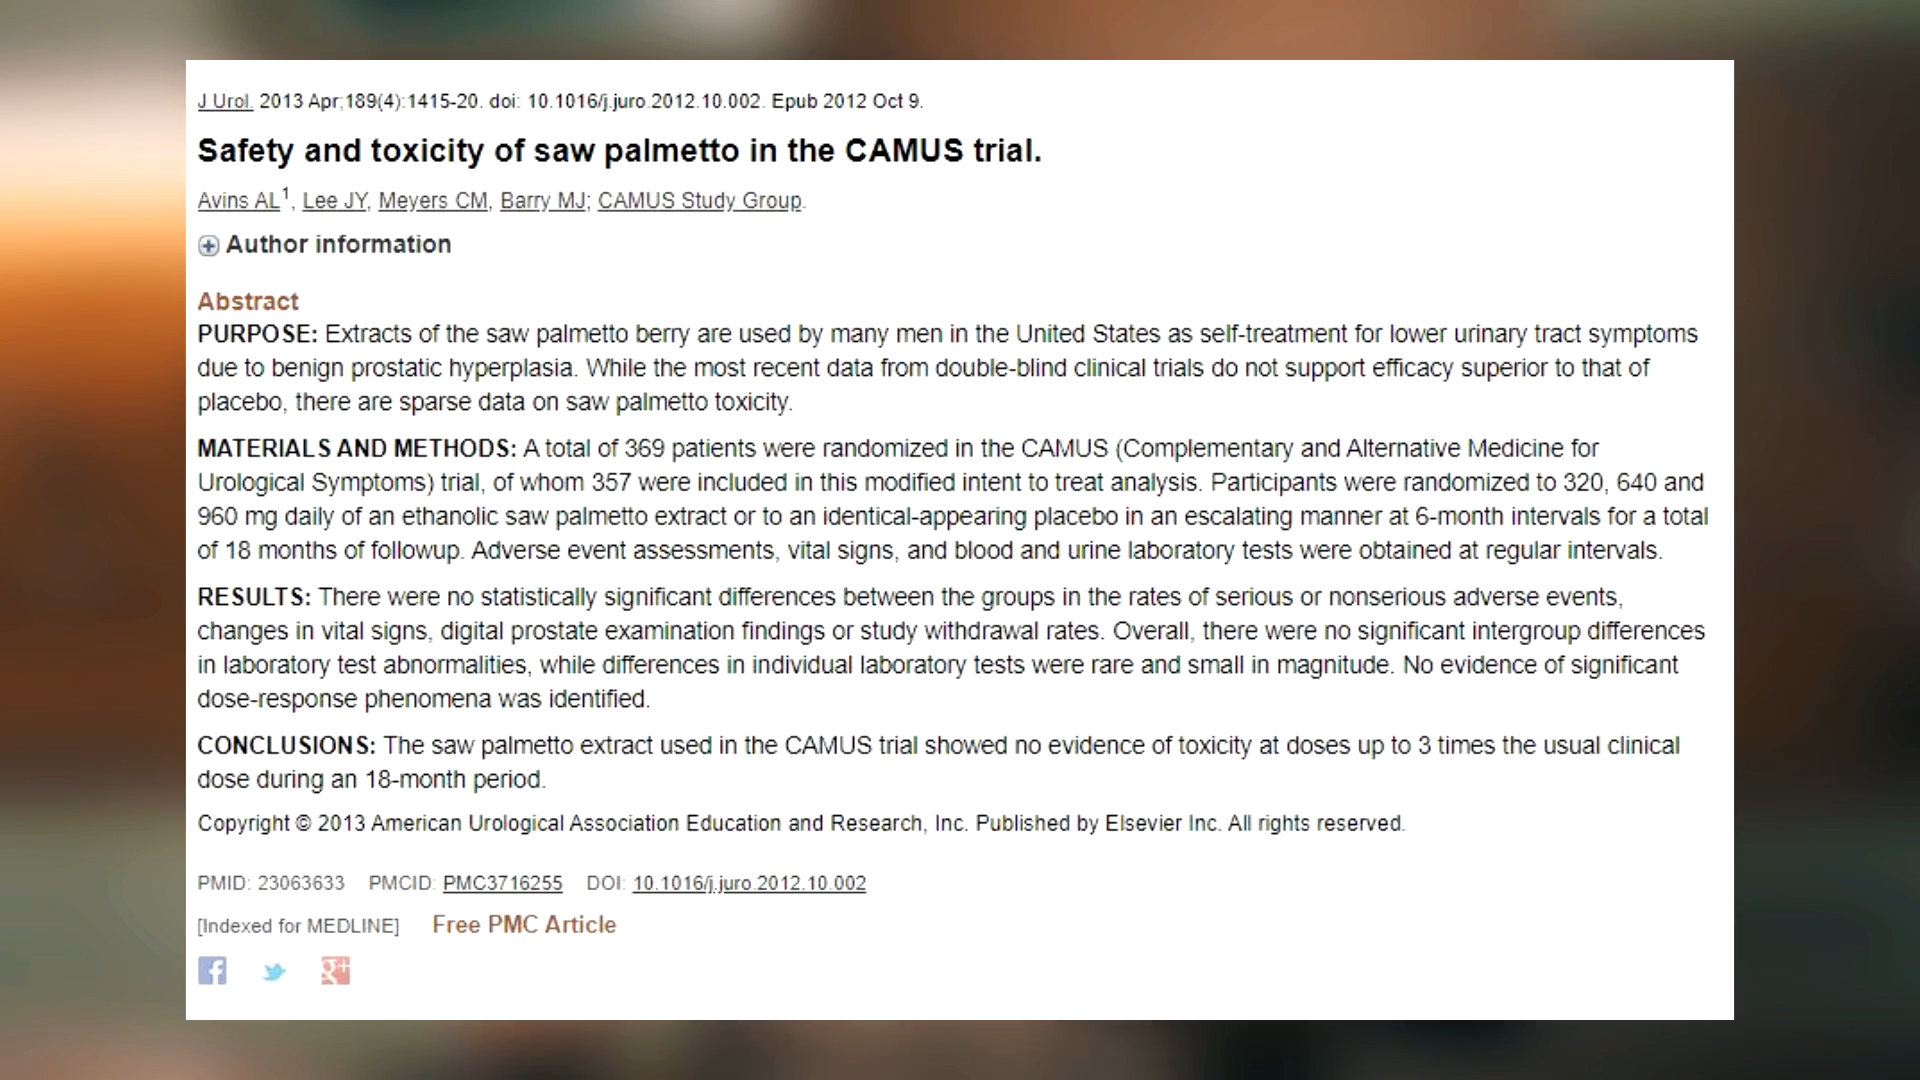 J Urol. 2013 Apr;189(4):1415-20. doi: 10.1016/j.juro.2012.10.002. Epub 2012 Oct 9.
Safety and toxicity of saw palmetto in the CAMUS trial.
Avins AL1, Lee JY, Meyers CM, Barry MJ; CAMUS Study Group.
Author information
Abstract
PURPOSE: Extracts of the saw palmetto berry are used by many men in the United States as self-treatment for lower urinary tract symptoms
due to benign prostatic hyperplasia. While the most recent data from double-blind clinical trials do not support efficacy superior to that of
placebo, there are sparse data on saw palmetto toxicity.
MATERIALS AND METHODS: A total of 369 patients were randomized in the CAMUS (Complementary and Alternative Medicine for
Urological Symptoms) trial, of whom 357 were included in this modified intent to treat analysis. Participants were randomized to 320, 640 and
960 mg daily of an ethanolic saw palmetto extract or to an identical-appearing placebo in an escalating manner at 6-month intervals for a total
of 18 months of followup. Adverse event assessments, vital signs, and blood and urine laboratory tests were obtained at regular intervals.
RESULTS: There were no statistically significant differences between the groups in the rates of serious or nonserious adverse events,
changes in vital signs, digital prostate examination findings or study withdrawal rates. Overall, there were no significant intergroup differences
in laboratory test abnormalities, while differences in individual laboratory tests were rare and small in magnitude. No evidence of significant
dose-response phenomena was identified.
CONCLUSIONS: The saw palmetto extract used in the CAMUS trial showed no evidence of toxicity at doses up to 3 times the usual clinical
dose during an 18-month period.
Copyright © 2013 American Urological Association Education and Research, Inc. Published by Elsevier Inc. All rights reserved.
PMID: 23063633 PMCID: PMC3716255 DOI: 10.1016/j.juro.2012.10.002
[Indexed for MEDLINE] Free PMC Article
f g+